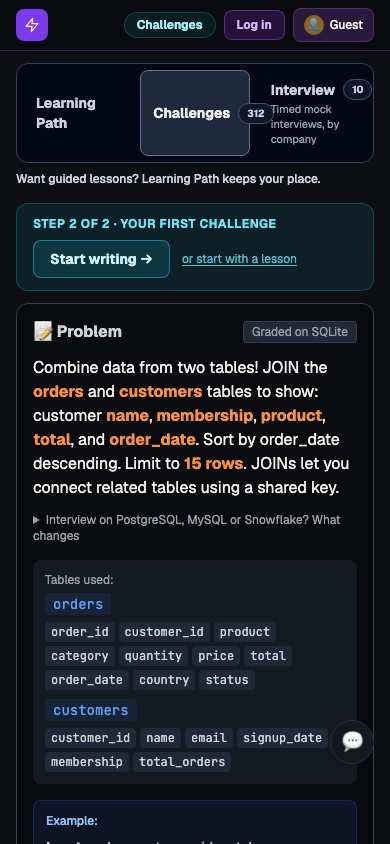 Challenges
Log in
Guest
Learning
Path
Challenges
312
Interview
10
Timed mock
interviews, by
company
Want guided lessons? Learning Path keeps your place.
STEP 2 OF 2 · YOUR FIRST CHALLENGE
Start writing →
or start with a lesson
Problem
Graded on SQLite
Combine data from two tables! JOIN the
orders and customers tables to show:
customer name, membership, product,
total, and order_date. Sort by order_date
descending. Limit to 15 rows. JOINs let you
connect related tables using a shared key.
▶ Interview on PostgreSQL, MySQL or Snowflake? What
changes
Tables used:
orders
order_id customer_id product
category quantity price total
order_date country status
customers
customer_id name email signup_date
membership total_orders
Example: